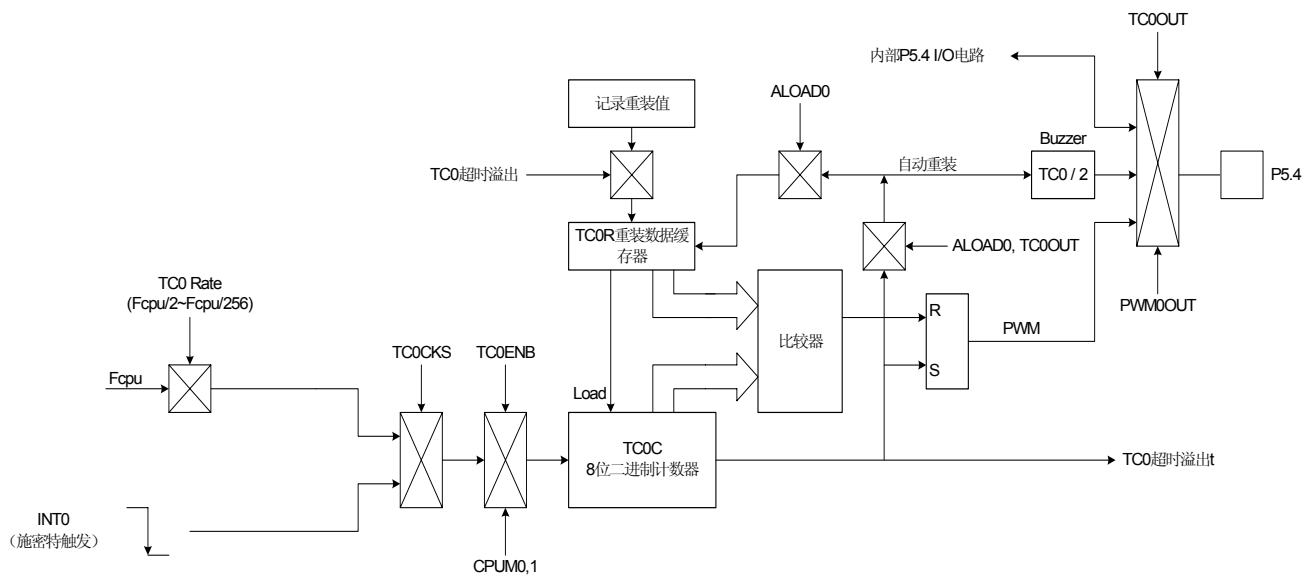 TC0OUT
内部P5.4 I/O电路
记录重装值
ALOAD0
Buzzer
TC0超时溢出
自动重装
TC0 / 2
P5.4
TC0R重装数据缓
存器
ALOAD0, TC0OUT
TC0 Rate
(Fcpu/2~Fcpu/256)
PWM0OUT
R
PWM
比较器
TC0CKS
TC0ENB
S
Fcpu
Load
TC0C
8位二进制计数器
TC0超时溢出t
INT0
（施密特触发）
CPUM0,1